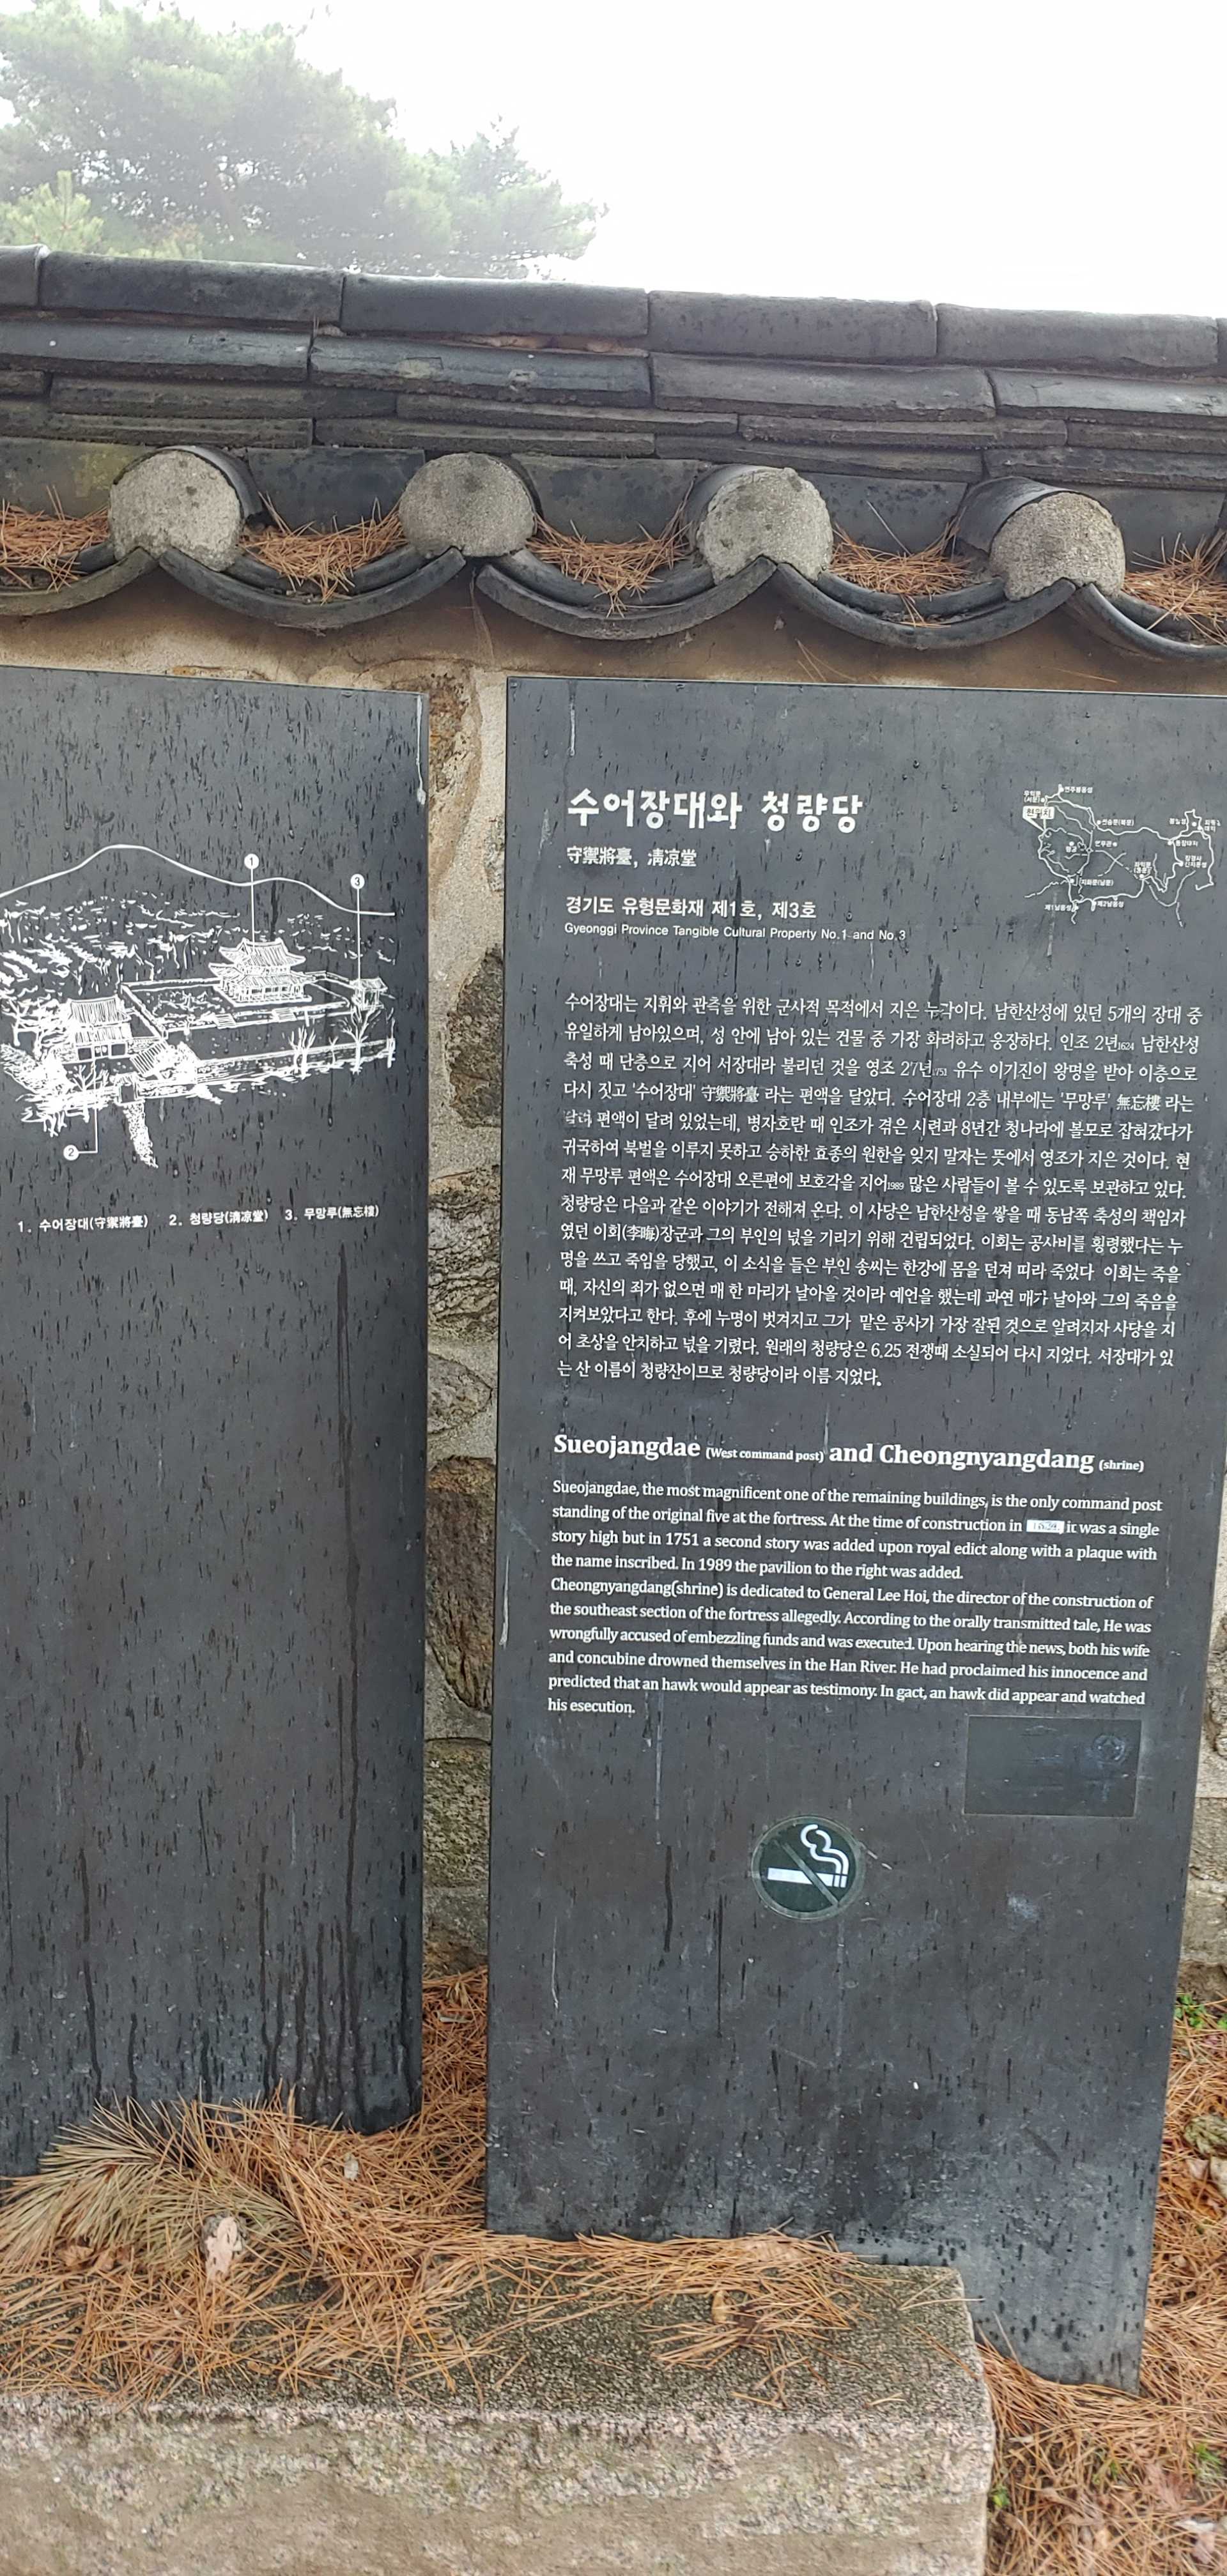 1
3
2
1. 수어장대(守禦將臺) 2. 청량당(淸凉堂) 3. 무망루(無忘樓)
수어장대와 청량당
守禦將臺, 淸凉堂
경기도 유형문화재 제1호, 제3호
Gyeonggi Province Tangible Cultural Property No.1 and No.3
수어장대는 지휘와 관측을 위한 군사적 목적에서 지은 누각이다. 남한산성에 있던 5개의 장대 중
유일하게 남아있으며, 성 안에 남아 있는 건물 중 가장 화려하고 웅장하다. 인조 2년1624 남한산성
축성 때 단층으로 지어 서장대라 불리던 것을 영조 27년1751 유수 이기진이 왕명을 받아 이층으로
다시 짓고 '수어장대' 守禦將臺 라는 편액을 달았다. 수어장대 2층 내부에는 '무망루' 無忘樓 라는
편액이 달려 있었는데, 병자호란 때 인조가 겪은 시련과 8년간 청나라에 볼모로 잡혀갔다가
귀국하여 북벌을 이루지 못하고 승하한 효종의 원한을 잊지 말자는 뜻에서 영조가 지은 것이다. 현
재 무망루 편액은 수어장대 오른편에 보호각을 지어1989 많은 사람들이 볼 수 있도록 보관하고 있다.
청량당은 다음과 같은 이야기가 전해져 온다. 이 사당은 남한산성을 쌓을 때 동남쪽 축성의 책임자
였던 이회(李晦)장군과 그의 부인의 넋을 기리기 위해 건립되었다. 이회는 공사비를 횡령했다는 누
명을 쓰고 죽임을 당했고, 이 소식을 들은 부인 송씨는 한강에 몸을 던져 따라 죽었다 이회는 죽을
때, 자신의 죄가 없으면 매 한 마리가 날아올 것이라 예언을 했는데 과연 매가 날아와 그의 죽음을
지켜보았다고 한다. 후에 누명이 벗겨지고 그가 맡은 공사가 가장 잘된 것으로 알려지자 사당을 지
어 초상을 안치하고 넋을 기렸다. 원래의 청량당은 6.25 전쟁때 소실되어 다시 지었다. 서장대가 있
는 산 이름이 청량산이므로 청량당이라 이름 지었다.
Sueojangdae (West command post) and Cheongnyangdang (shrine)
Sueojangdae, the most magnificent one of the remaining buildings, is the only command post
standing of the original five at the fortress. At the time of construction in it was a single
story high but in 1751 a second story was added upon royal edict along with a plaque with
the name inscribed. In 1989 the pavilion to the right was added.
Cheongnyangdang(shrine) is dedicated to General Lee Hoi, the director of the construction of
the southeast section of the fortress allegedly. According to the orally transmitted tale, He was
wrongfully accused of embezzling funds and was executed. Upon hearing the news, both his wife
and concubine drowned themselves in the Han River. He had proclaimed his innocence and
predicted that an hawk would appear as testimony. In gact, an hawk did appear and watched
his esecution.